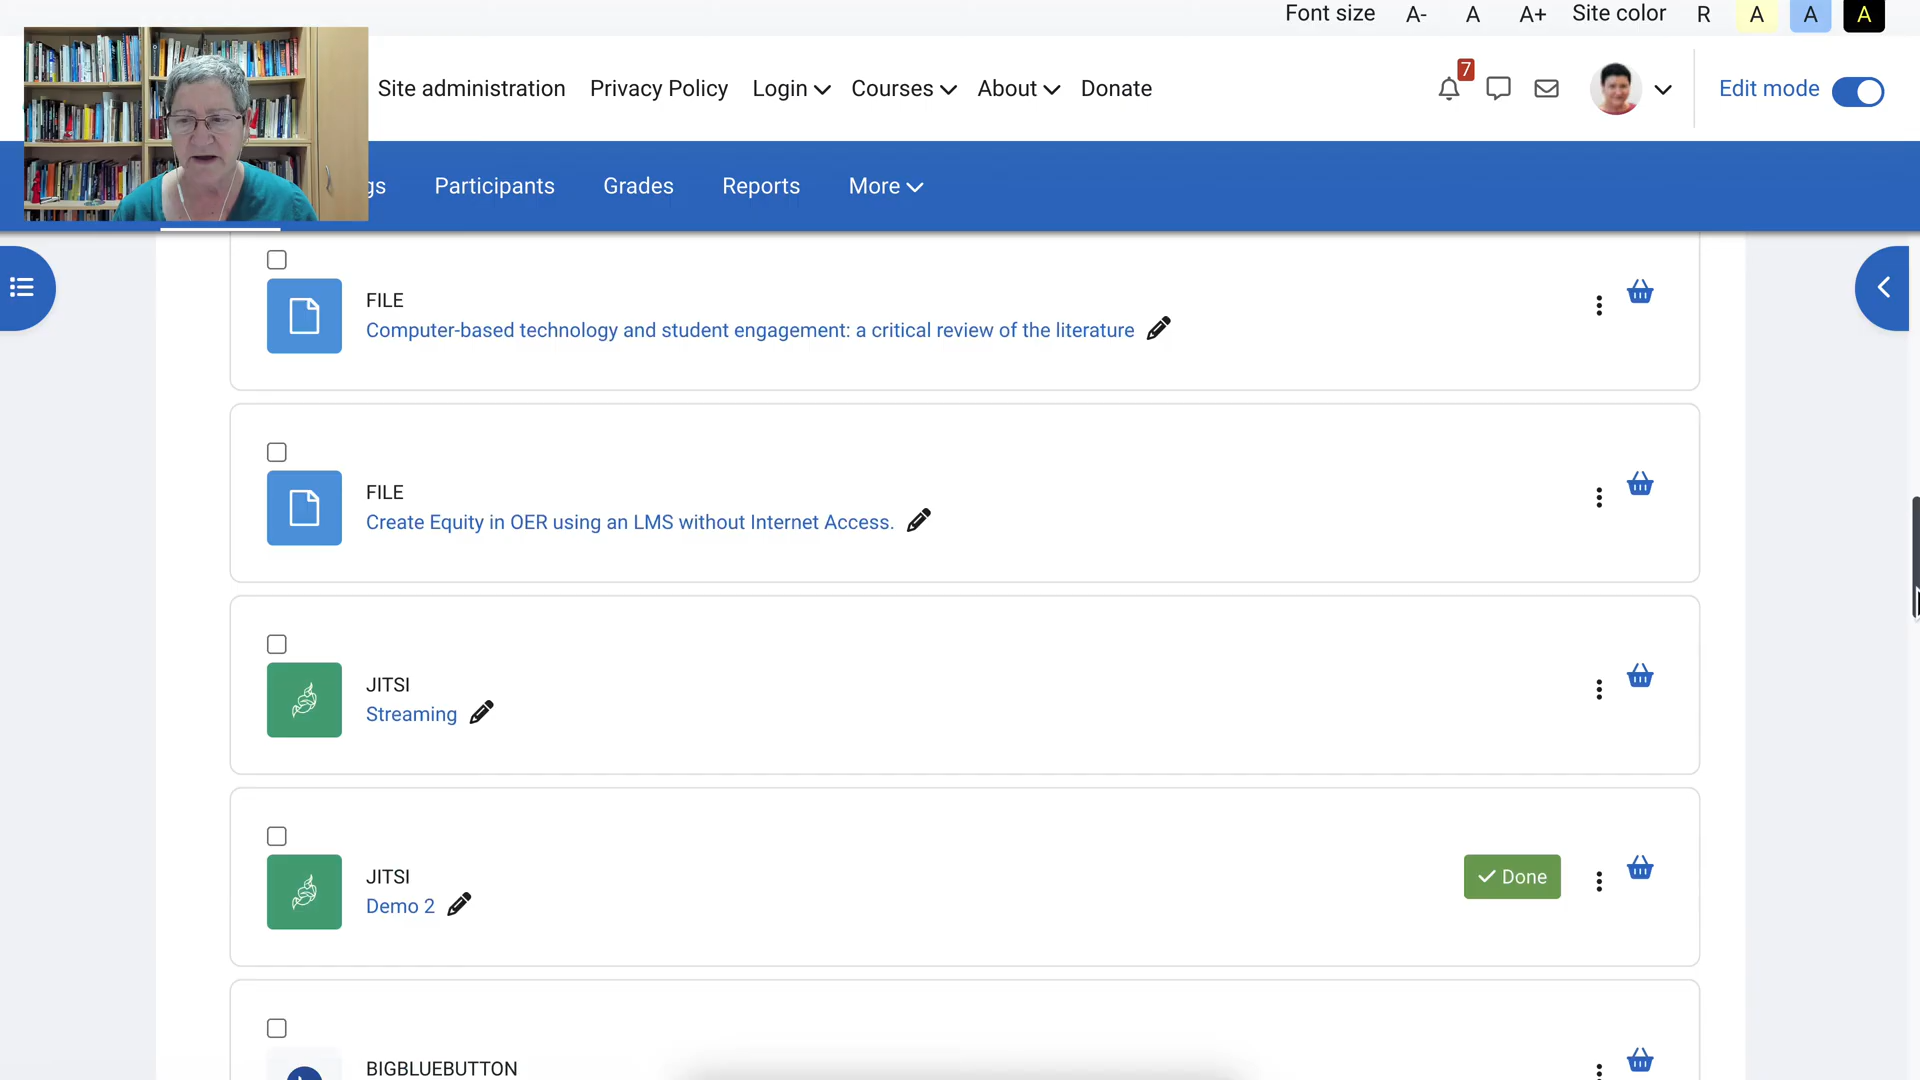 Font size A- A A+ Site color R A A A
Site administration Privacy Policy Login Courses About Donate 7 Edit mode
gs Participants Grades Reports More
FILE
Computer-based technology and student engagement: a critical review of the literature
FILE
Create Equity in OER using an LMS without Internet Access.
JITSI
Streaming
JITSI
Demo 2
Done
BIGBLUEBUTTON